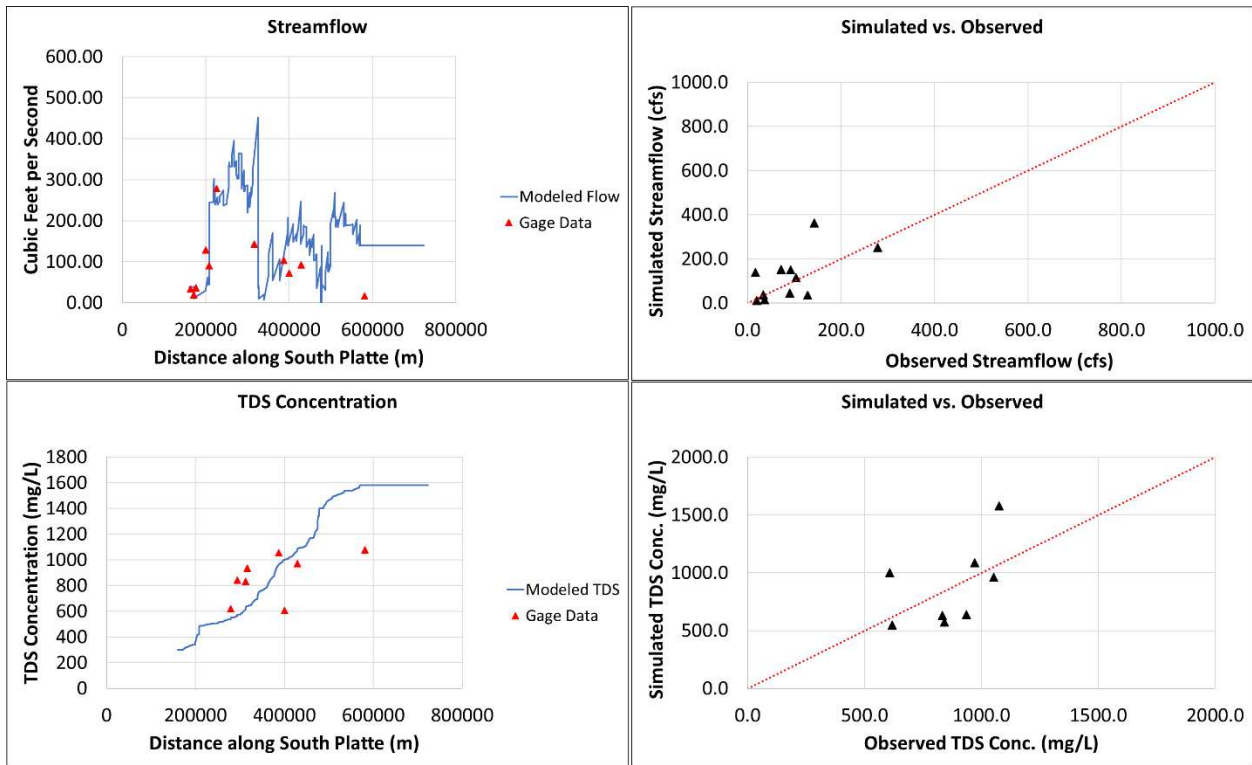 Streamflow
600.00
500.00
400.00
300.00
200.00
100.00
0.00
0 200000 400000 600000 800000
Cubic Feet per Second
Distance along South Platte (m)
Modeled Flow
Gage Data
Simulated vs. Observed
1000.0
800.0
600.0
400.0
200.0
0.0
0.0 200.0 400.0 600.0 800.0 1000.0
Simulated Streamflow (cfs)
Observed Streamflow (cfs)
TDS Concentration
1800
1600
1400
1200
1000
800
600
400
200
0
0 200000 400000 600000 800000
TDS Concentration (mg/L)
Distance along South Platte (m)
Modeled TDS
Gage Data
Simulated vs. Observed
2000.0
1500.0
1000.0
500.0
0.0
0.0 500.0 1000.0 1500.0 2000.0
Simulated TDS Conc. (mg/L)
Observed TDS Conc. (mg/L)